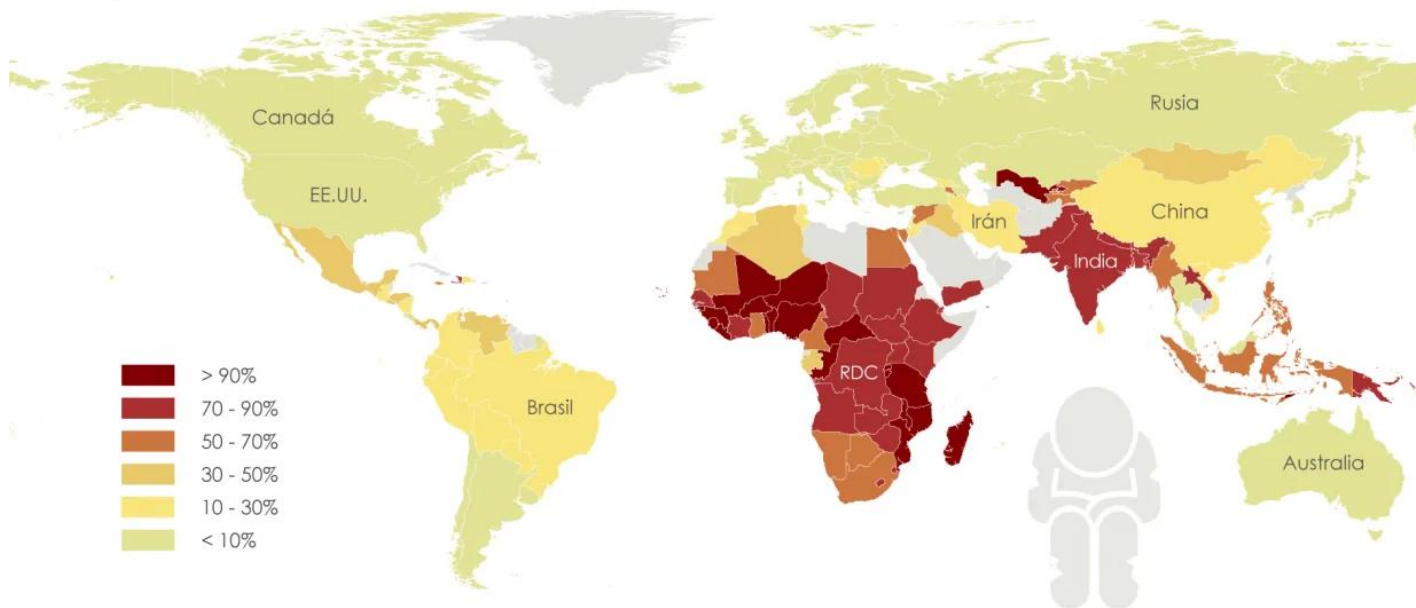 Canadá
Rusia
EE.UU.
Irán
China
India
> 90%
70 - 90%
RDC
50 - 70%
Brasil
30 - 50%
Australia
10 - 30%
< 10%